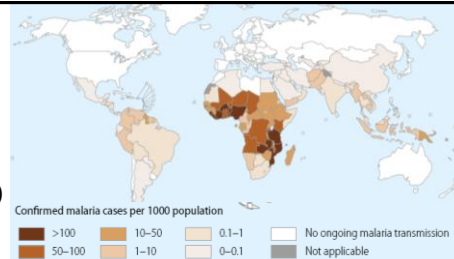 )
Confirmed malaria cases per 1000 population
>100 10–50 0.1–1 No ongoing malaria transmission
50–100 1–10 0–0.1 Not applicable